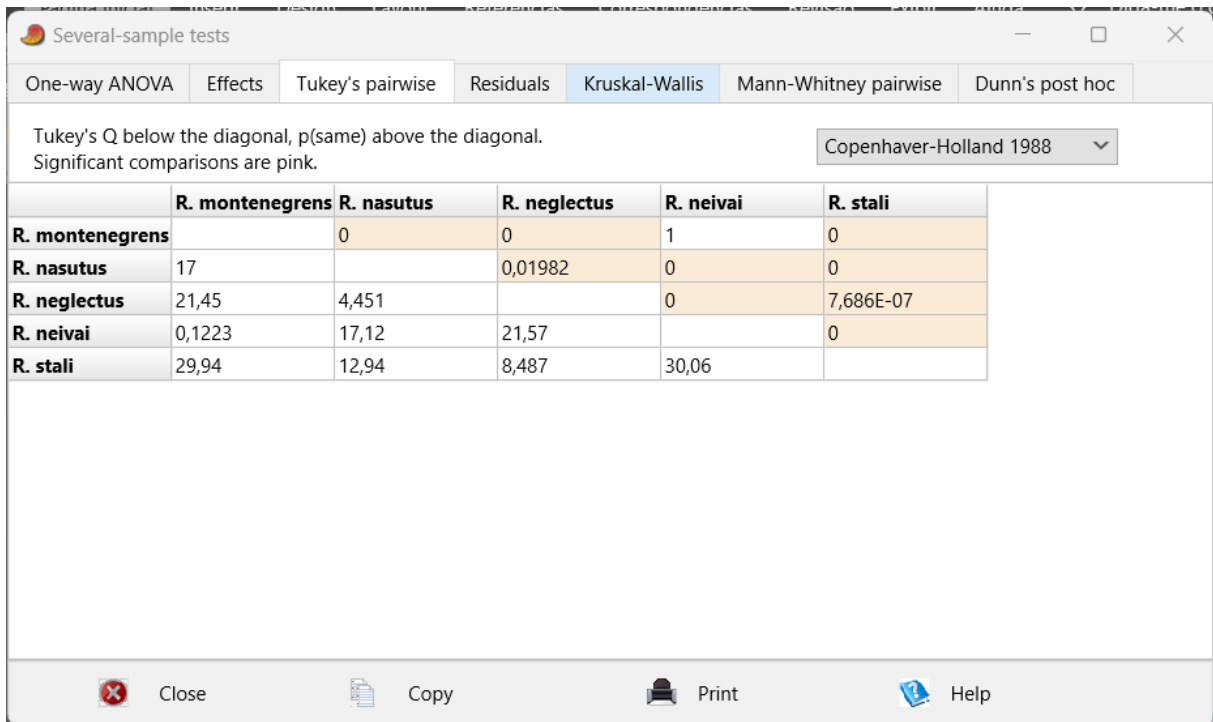 Several-sample tests
One-way ANOVA Effects Tukey's pairwise Residuals Kruskal-Wallis Mann-Whitney pairwise Dunn's post hoc
Tukey's Q below the diagonal, p(same) above the diagonal.
Significant comparisons are pink.
Copenhaver-Holland 1988
R. montenegrens R. nasutus R. neglectus R. neivai R. stali
R. montenegrens 0 0 1 0
R. nasutus 17 0,01982 0 0
R. neglectus 21,45 4,451 0 7,686E-07
R. neivai 0,1223 17,12 21,57 0
R. stali 29,94 12,94 8,487 30,06
Close Copy Print Help